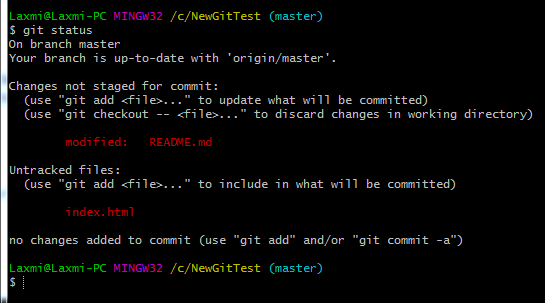 Laxmi@Laxmi-PC MINGW32 /c/NewGitTest (master)
$ git status
On branch master
Your branch is up-to-date with 'origin/master'.
Changes not staged for commit:
(use "git add <file>..." to update what will be committed)
(use "git checkout -- <file>..." to discard changes in working directory)
modified: README.md
Untracked files:
(use "git add <file>..." to include in what will be committed)
index.html
no changes added to commit (use "git add" and/or "git commit -a")
Laxmi@Laxmi-PC MINGW32 /c/NewGitTest (master)
$